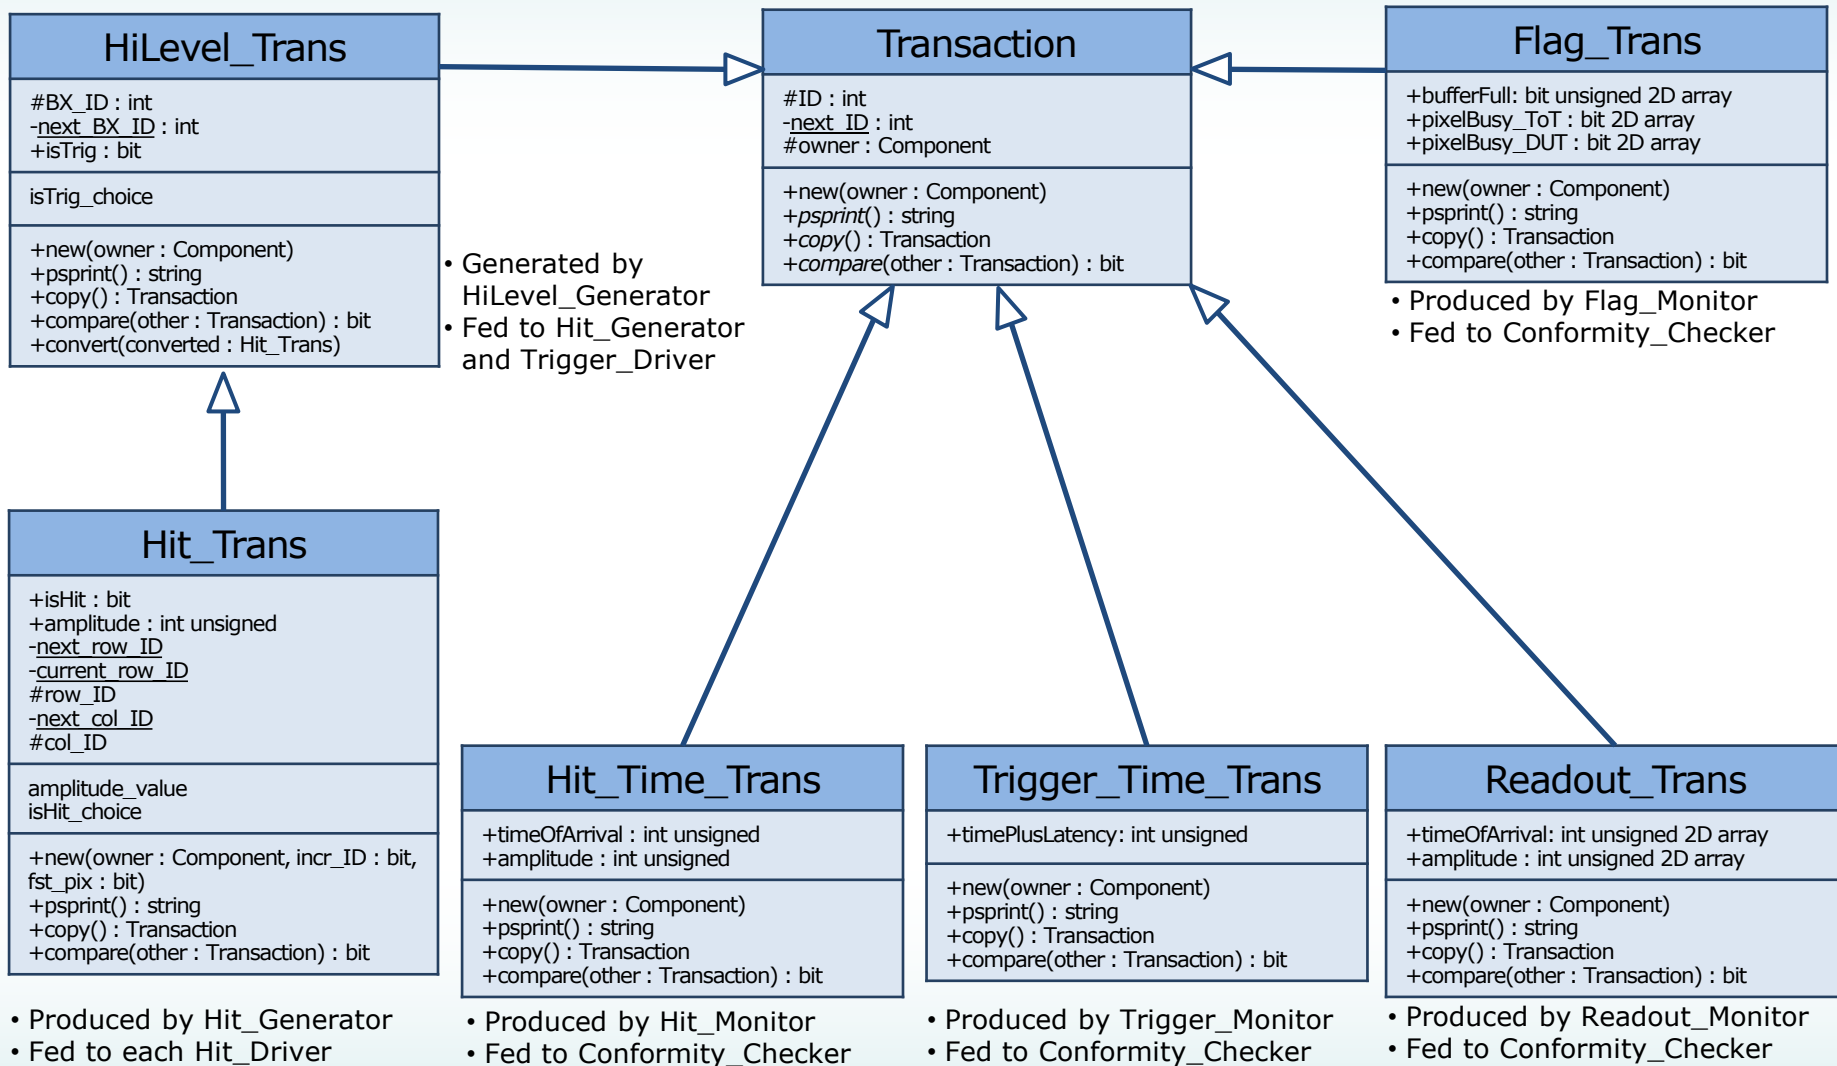 HiLevel_Trans
#BX_ID : int
-next_BX_ID : int
+isTrig : bit
isTrig_choice
+new(owner : Component)
+psprint() : string
+copy() : Transaction
+compare(other : Transaction) : bit
+convert(converted : Hit_Trans)
• Generated by
HiLevel_Generator
• Fed to Hit_Generator
and Trigger_Driver
Transaction
#ID : int
-next_ID : int
#owner : Component
+new(owner : Component)
+psprint() : string
+copy() : Transaction
+compare(other : Transaction) : bit
Flag_Trans
+bufferFull: bit unsigned 2D array
+pixelBusy_ToT : bit 2D array
+pixelBusy_DUT : bit 2D array
+new(owner : Component)
+psprint() : string
+copy() : Transaction
+compare(other : Transaction) : bit
• Produced by Flag_Monitor
• Fed to Conformity_Checker
Hit_Trans
+isHit : bit
+amplitude : int unsigned
-next_row_ID
-current_row_ID
#row_ID
-next_col_ID
#col_ID
amplitude_value
isHit_choice
+new(owner : Component, incr_ID : bit,
fst_pix : bit)
+psprint() : string
+copy() : Transaction
+compare(other : Transaction) : bit
• Produced by Hit_Generator
• Fed to each Hit_Driver
Hit_Time_Trans
+timeOfArrival : int unsigned
+amplitude : int unsigned
+new(owner : Component)
+psprint() : string
+copy() : Transaction
+compare(other : Transaction) : bit
• Produced by Hit_Monitor
• Fed to Conformity_Checker
Trigger_Time_Trans
+timePlusLatency: int unsigned
+new(owner : Component)
+psprint() : string
+copy() : Transaction
+compare(other : Transaction) : bit
• Produced by Trigger_Monitor
• Fed to Conformity_Checker
Readout_Trans
+timeOfArrival: int unsigned 2D array
+amplitude : int unsigned 2D array
+new(owner : Component)
+psprint() : string
+copy() : Transaction
+compare(other : Transaction) : bit
• Produced by Readout_Monitor
• Fed to Conformity_Checker